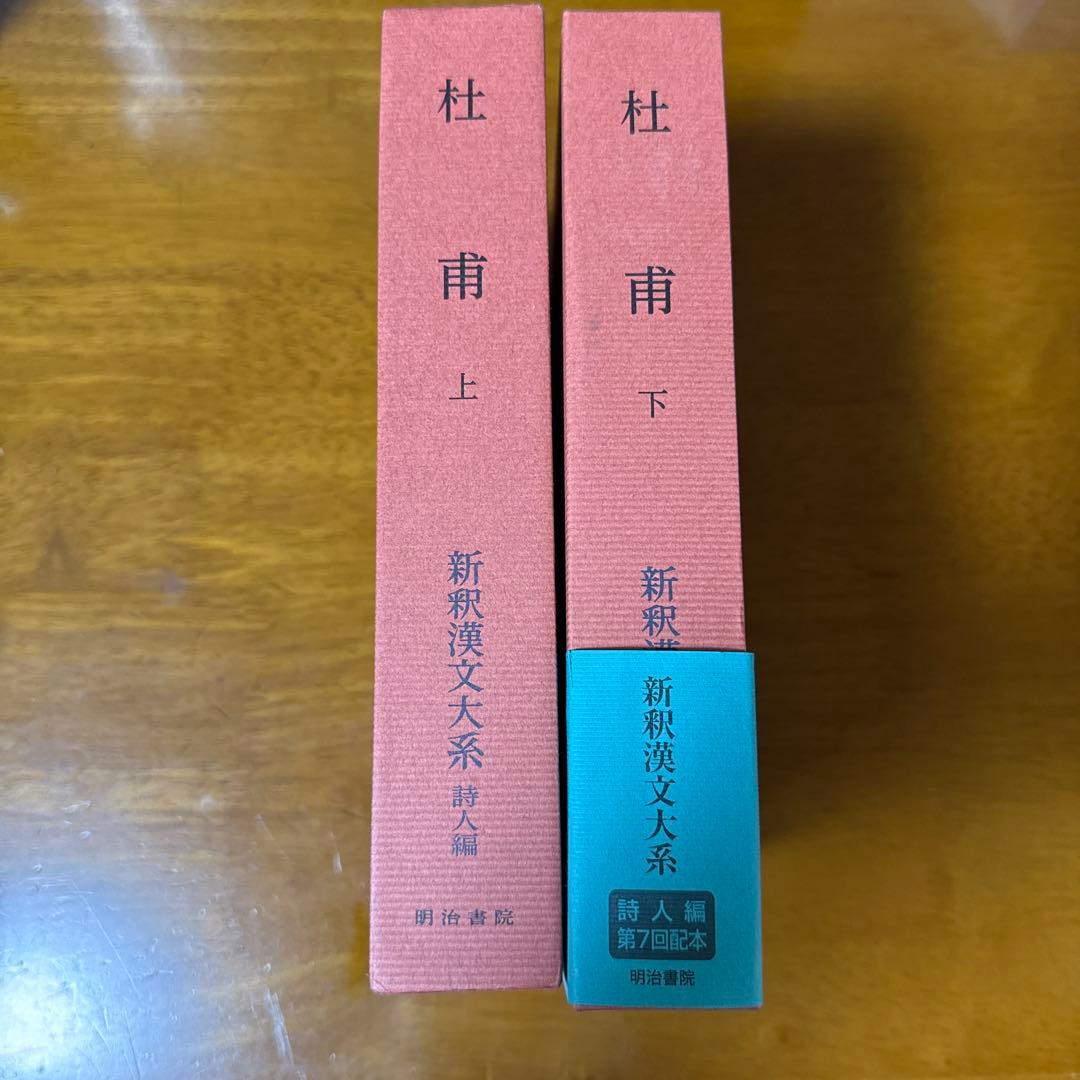 杜甫
上
新釈漢文大系
詩人編
明治書院
杜甫
下
新釈漢
新釈漢文大系
詩人編
第7回配本
明治書院